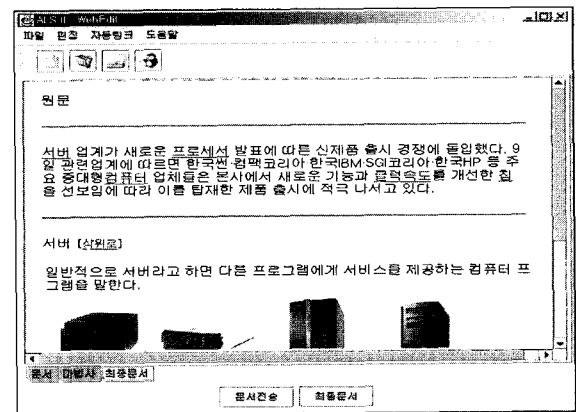 ALS II - WebEdit
파일 편집 자동링크 도움말
원문
서버 업계가 새로운 프로세서 발표에 따른 신제품 출시 경쟁에 돌입했다. 9
일 관련업계에 따르면 한국썬·컴팩코리아·한국IBM·SGI코리아·한국HP 등 주
요 중대형컴퓨터 업체들은 본사에서 새로운 기능과 클럭속도를 개선한 칩
을 선보임에 따라 이를 탑재한 제품 출시에 적극 나서고 있다.
서버 [상위로]
일반적으로 서버라고 하면 다른 프로그램에게 서비스를 제공하는 컴퓨터 프
그램을 말한다.
문서 마법사 최종문서
문서전송 최종문서